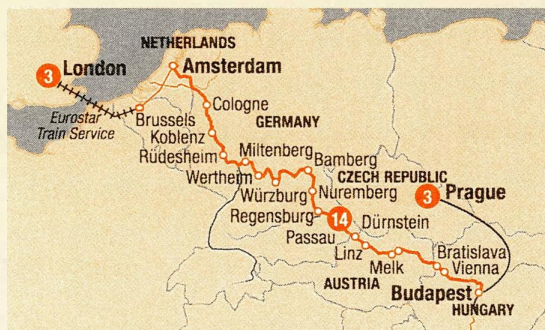 NETHERLANDS
3 London
Amsterdam
Eurostar
Train Service
Brussels
Cologne
GERMANY
Koblenz
Rüdesheim
Miltenberg
Bamberg
Wertheim
CZECH REPUBLIC
Würzburg
Nuremberg
3 Prague
Regensburg
14
Dürnstein
Passau
Linz
Melk
Bratislava
Vienna
AUSTRIA
Budapest
HUNGARY